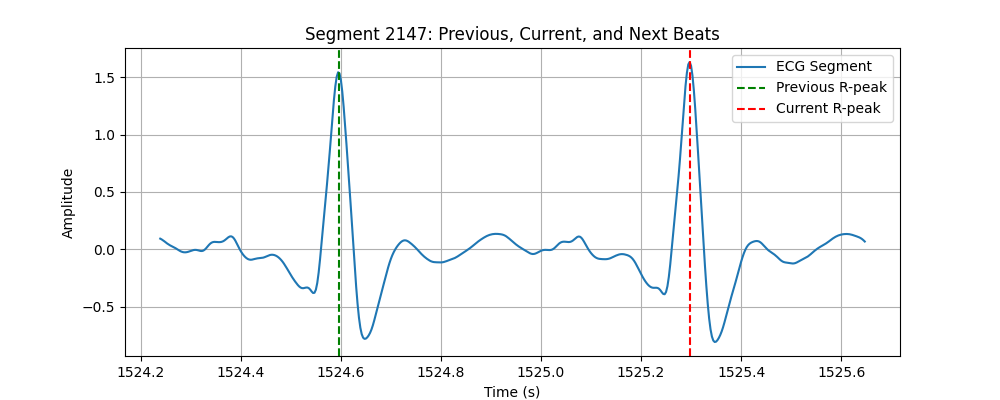 Segment 2147: Previous, Current, and Next Beats
ECG Segment
Previous R-peak
Current R-peak
1.5
1.0
0.5
0.0
−0.5
Amplitude
1524.2 1524.4 1524.6 1524.8 1525.0 1525.2 1525.4 1525.6
Time (s)